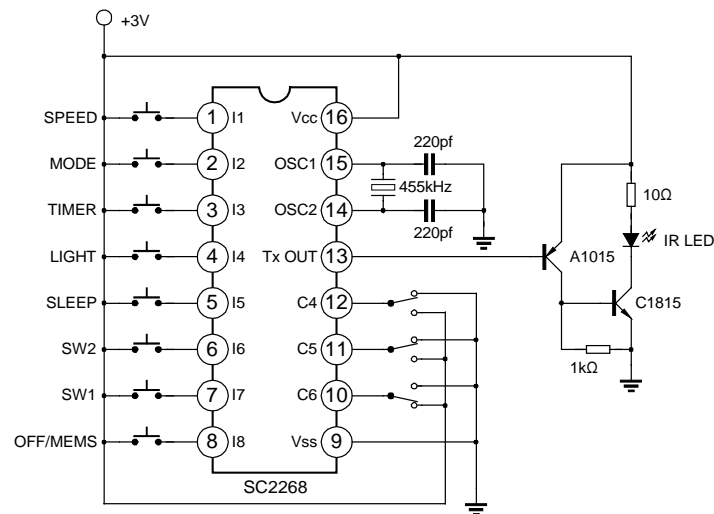 +3V
SPEED 1 I1 Vcc 16
220pf
MODE 2 I2 OSC1 15
455kHz
TIMER 3 I3 OSC2 14
220pf
10Ω
IR LED
LIGHT 4 I4 Tx OUT 13
A1015
SLEEP 5 I5 C4 12
C1815
SW2 6 I6 C5 11
1kΩ
SW1 7 I7 C6 10
OFF/MEMS 8 I8 Vss 9
SC2268